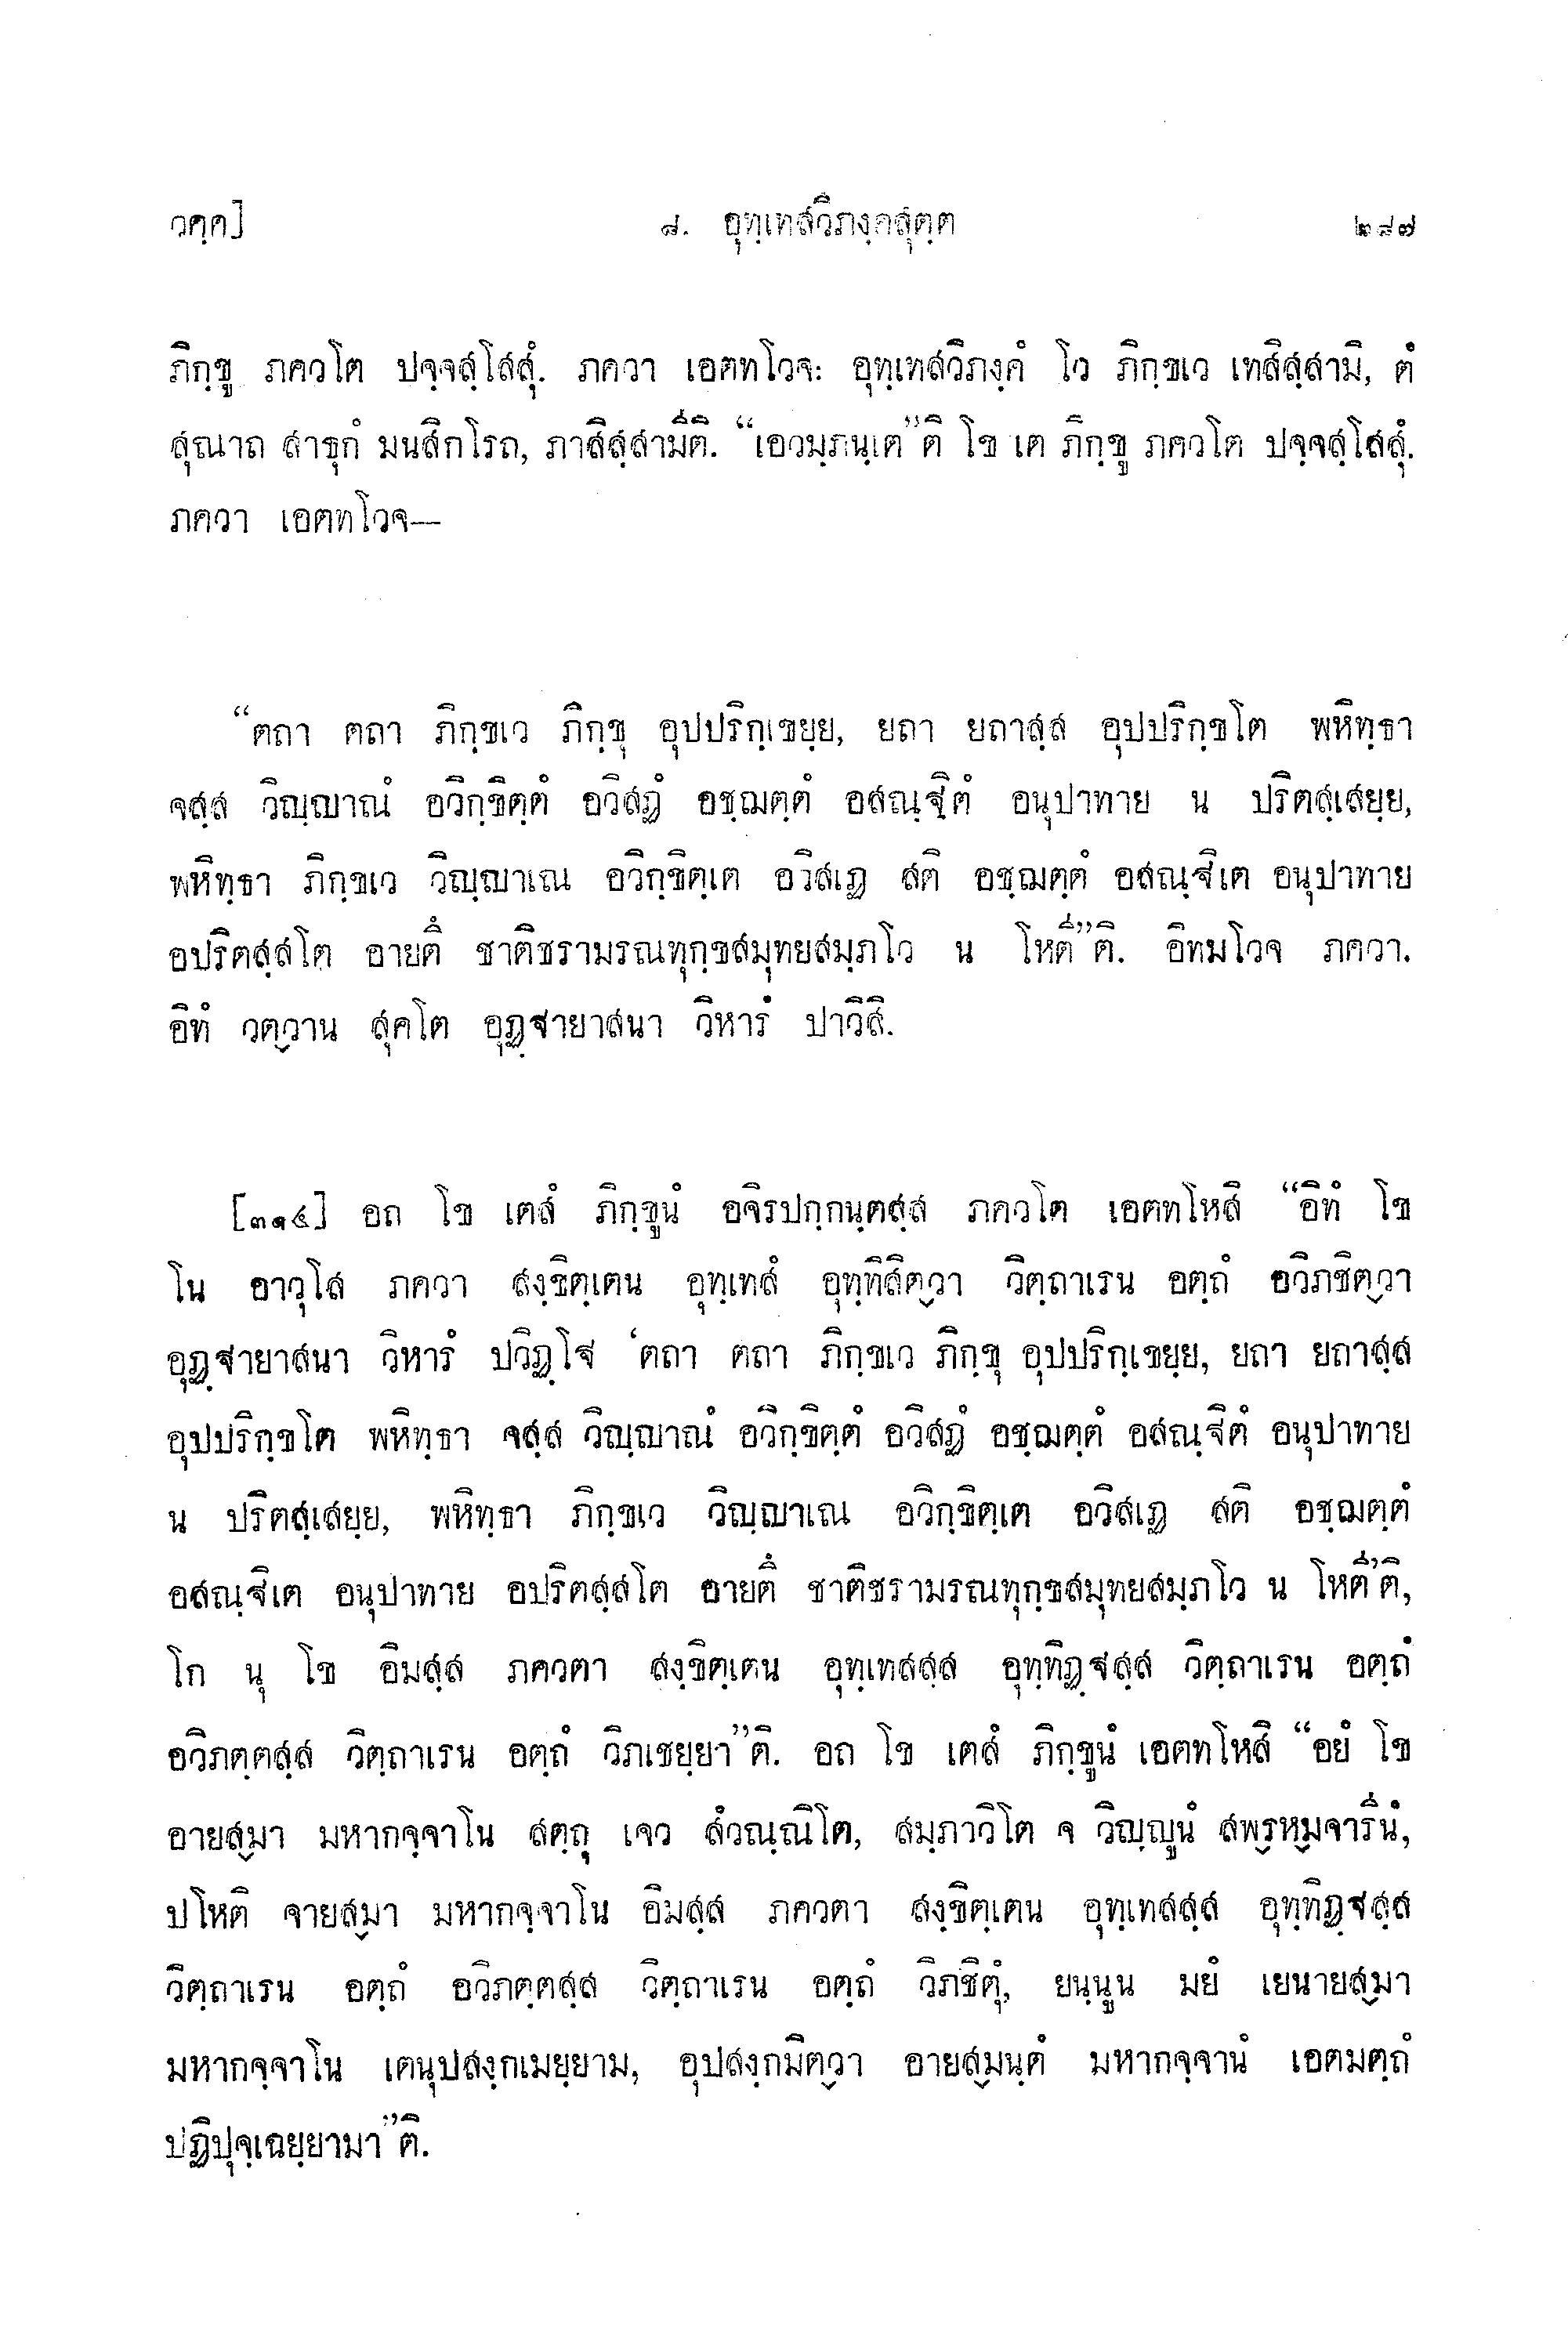 วคฺค]	๘. อุทฺเทสวิภงฺคสุตฺต	๒๘๗
ภิกฺขู ภควโต ปจฺจสฺโสสุํ. ภควา เอตทโวจ: อุทฺเทสวิภงฺคํ โว ภิกฺขเว เทสิสฺสามิ, ตํ
สุณาถ สาธุกํ มนสิกโรถ, ภาสิสฺสามีติ. “เอวมฺภนฺเต”ติ โข เต ภิกฺขู ภควโต ปจฺจสฺโสสุํ.
ภควา เอตทโวจ—
“ตถา ตถา ภิกฺขเว ภิกฺขุ อุปปริกฺเขยฺย, ยถา ยถาสฺส อุปปริกฺขโต พหิทฺธา
จสฺส วิญฺญาณํ อวิกฺขิตฺตํ อวิสฏํ อชฺฌตฺตํ อสณฺฐิตํ อนุปาทาย น ปริตสฺเสยฺย,
พหิทฺธา ภิกฺขเว วิญฺญาเณ อวิกฺขิตฺเต อวิสเฏ สติ อชฺฌตฺตํ อสณฺฐิเต อนุปาทาย
อปริตสฺสโต อายตึ ชาติชรามรณทุกฺขสมุทยสมฺภโว น โหตี”ติ. อิทมโวจ ภควา.
อิทํ วตฺวาน สุคโต อุฏฺฐายาสนา วิหารํ ปาวิสิ.
[๓๑๕] อถ โข เตสํ ภิกฺขูนํ อจิรปกฺกนฺตสฺส ภควโต เอตทโหสิ “อิทํ โข
โน อาวุโส ภควา สงฺขิตฺเตน อุทฺเทสํ อุทฺทิสิตฺวา วิตฺถาเรน อตฺถํ อวิภชิตฺวา
อุฏฺฐายาสนา วิหารํ ปวิฏฺโฐ ‘ตถา ตถา ภิกฺขเว ภิกฺขุ อุปปริกฺเขยฺย, ยถา ยถาสฺส
อุปปริกฺขโต พหิทฺธา จสฺส วิญฺญาณํ อวิกฺขิตฺตํ อวิสฏํ อชฺฌตฺตํ อสณฺฐิตํ อนุปาทาย
น ปริตสฺเสยฺย, พหิทฺธา ภิกฺขเว วิญฺญาเณ อวิกฺขิตฺเต อวิสเฏ สติ อชฺฌตฺตํ
อสณฺฐิเต อนุปาทาย อปริตสฺสโต อายตึ ชาติชรามรณทุกฺขสมุทยสมฺภโว น โหตี’ติ,
โก นุ โข อิมสฺส ภควตา สงฺขิตฺเตน อุทฺเทสสฺส อุทฺทิฏฺฐสฺส วิตฺถาเรน อตฺถํ
อวิภตฺตสฺส วิตฺถาเรน อตฺถํ วิภเชยฺยา”ติ. อถ โข เตสํ ภิกฺขูนํ เอตทโหสิ “อยํ โข
อายสฺมา มหากจฺจาโน สตฺถุ เจว สํวณฺณิโต, สมฺภาวิโต จ วิญฺญูนํ สพฺรหฺมจารีนํ,
ปโหติ จายสฺมา มหากจฺจาโน อิมสฺส ภควตา สงฺขิตฺเตน อุทฺเทสสฺส อุทฺทิฏฺฐสฺส
วิตฺถาเรน อตฺถํ อวิภตฺตสฺส วิตฺถาเรน อตฺถํ วิภชิตุํ, ยนฺนูน มยํ เยนายสฺมา
มหากจฺจาโน เตนุปสงฺกเมยฺยาม, อุปสงฺกมิตฺวา อายสฺมนฺตํ มหากจฺจานํ เอตมตฺถํ
ปฏิปุจฺเฉยฺยามา”ติ.